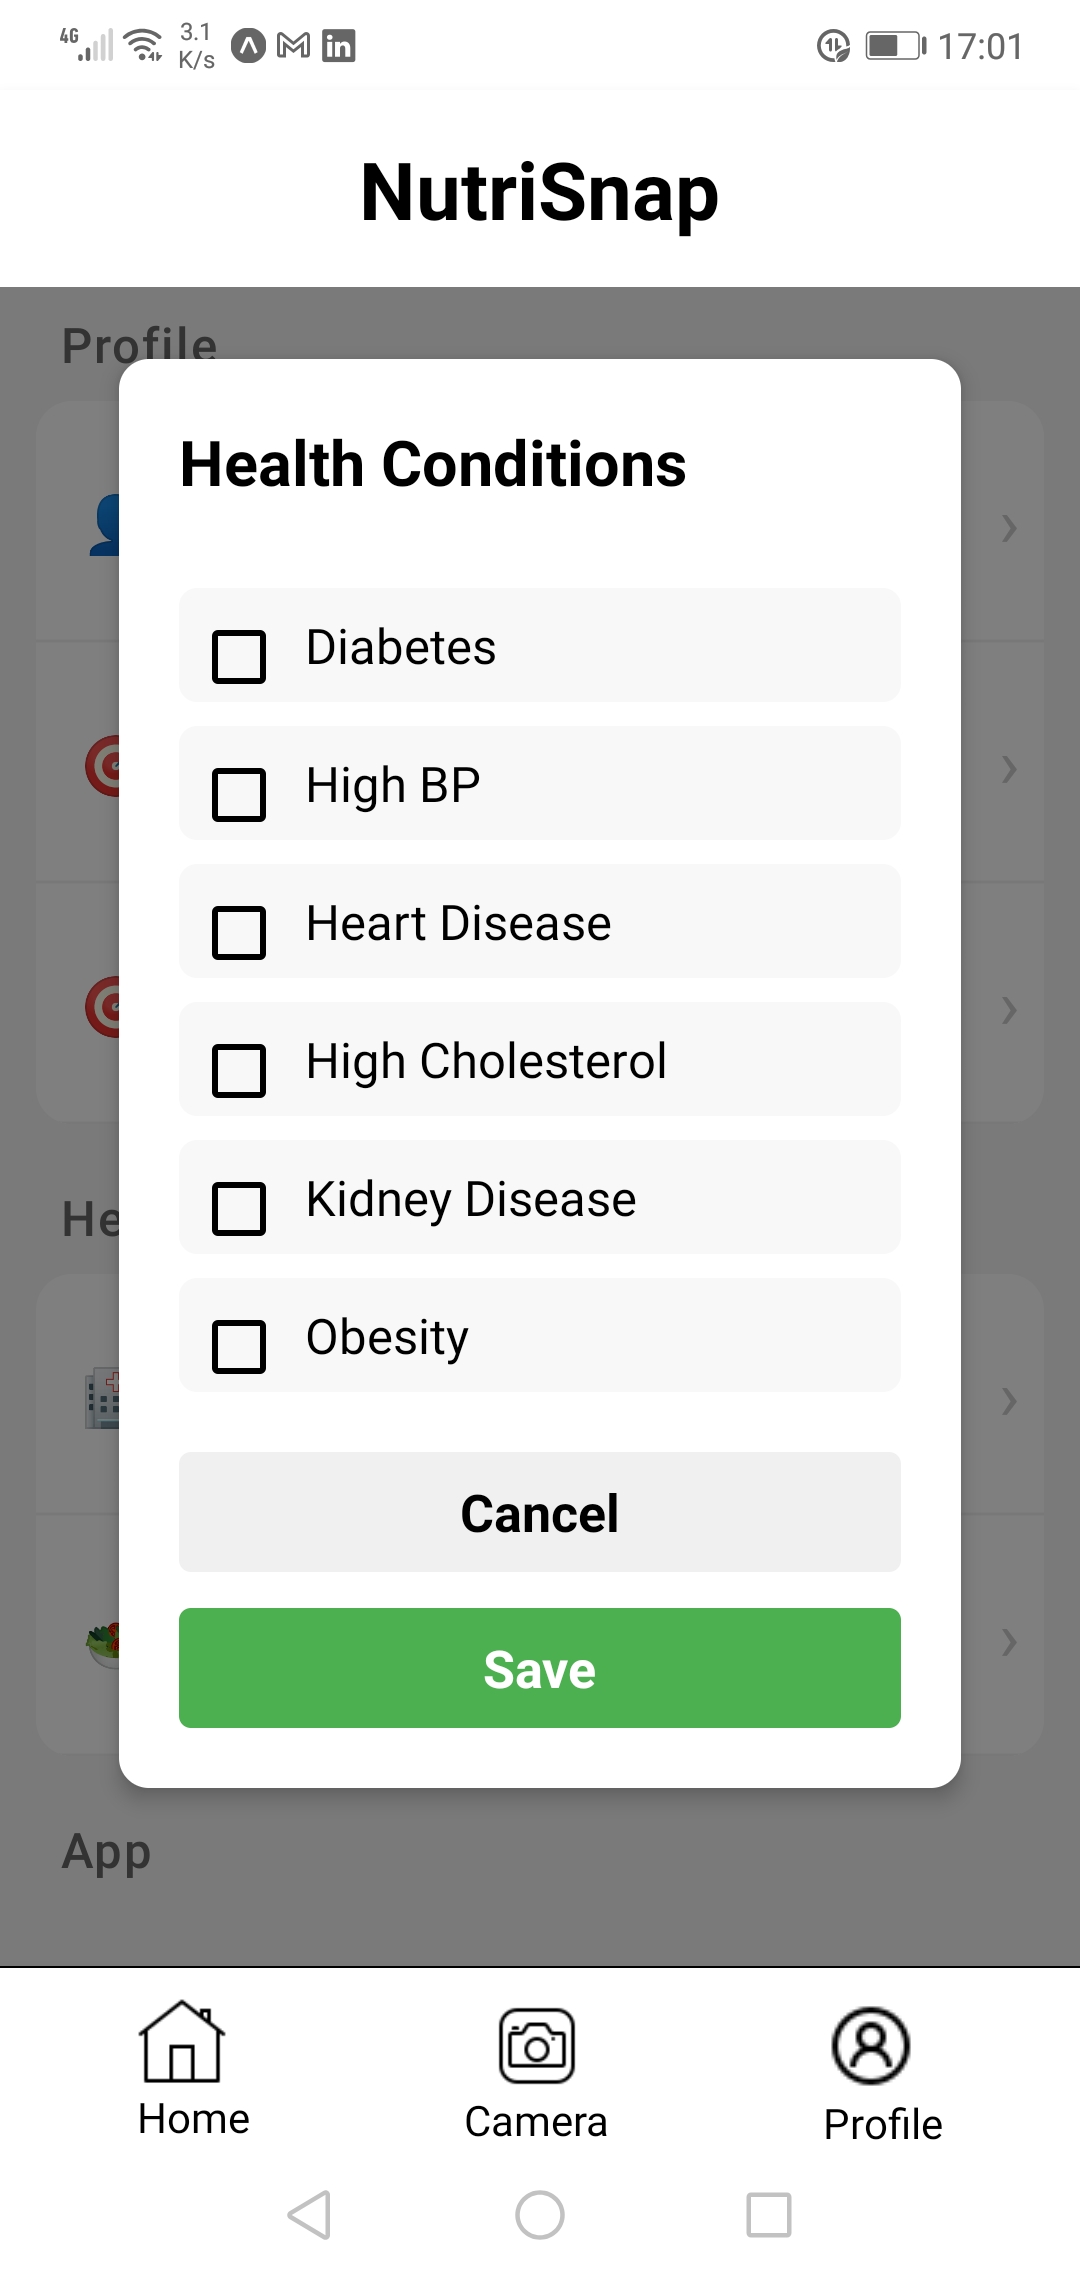 4G 3.1 K/s 17:01
NutriSnap
Profile
Health Conditions
Diabetes
High BP
Heart Disease
High Cholesterol
Kidney Disease
He
Obesity
Cancel
Save
App
Home Camera Profile